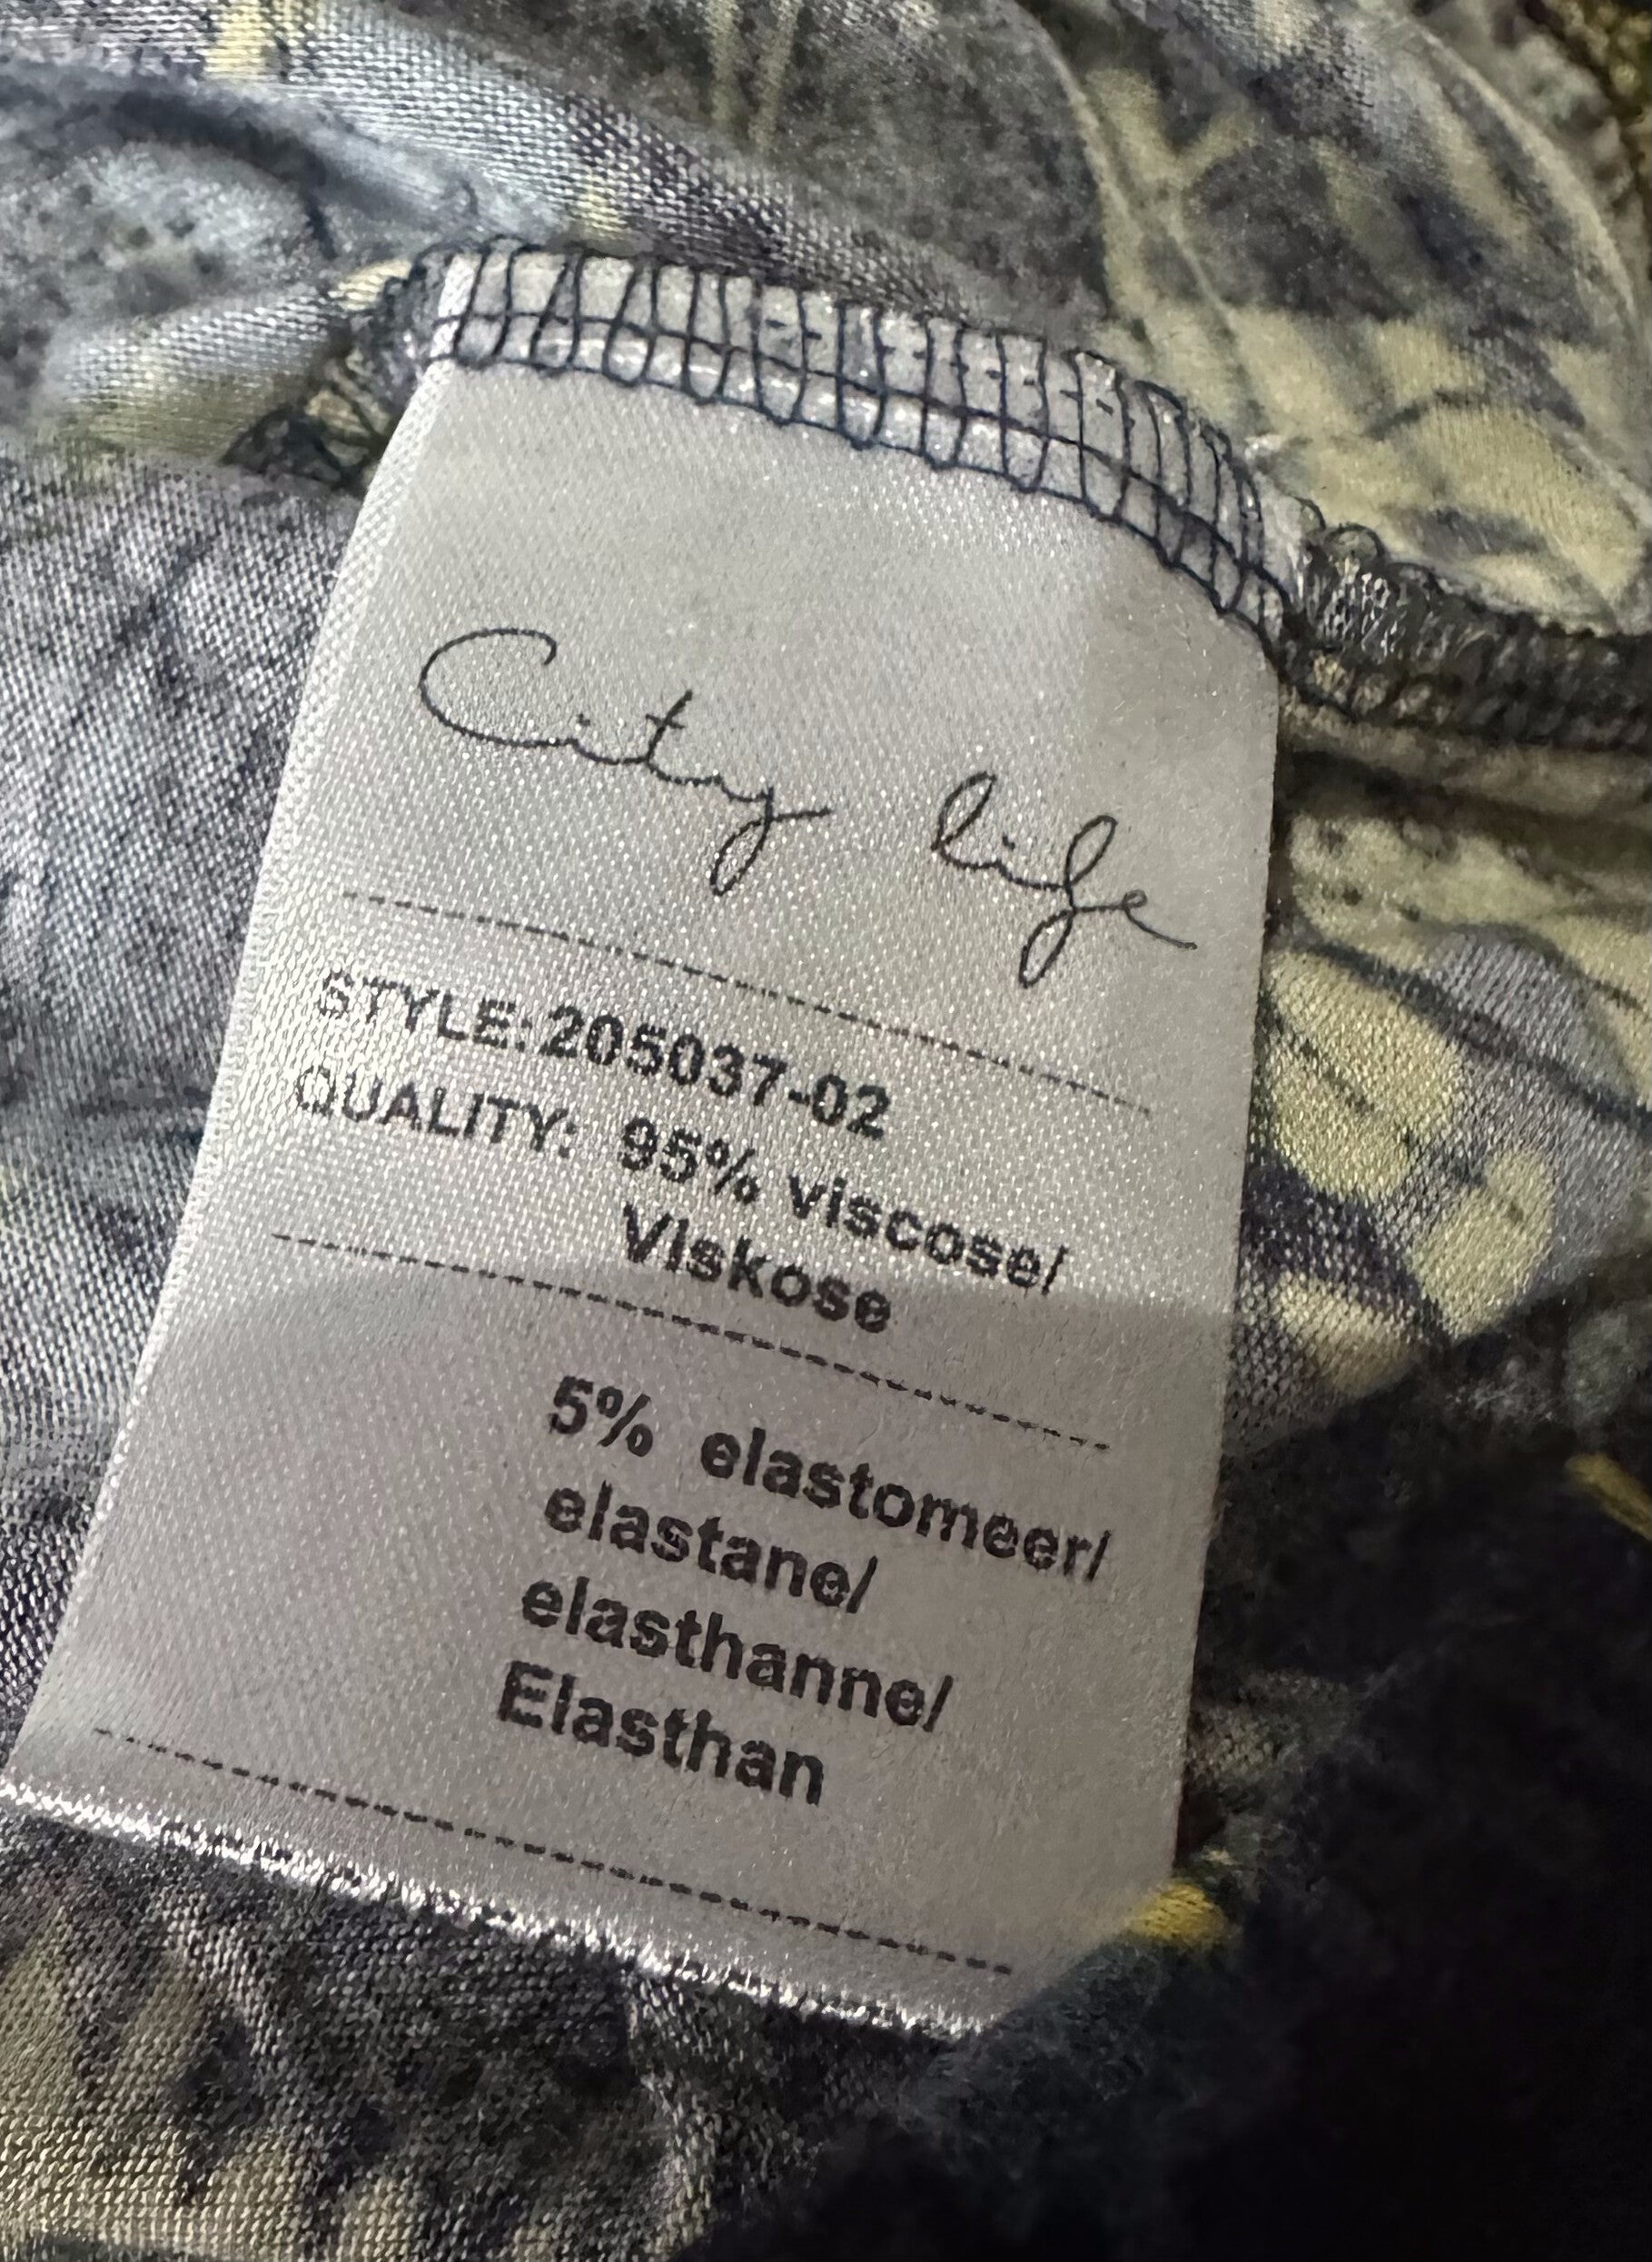 City life
STYLE:205037-02
QUALITY: 95% viscose/
Viskose
5% elastomeer/
elastane/
elasthanne/
Elasthan